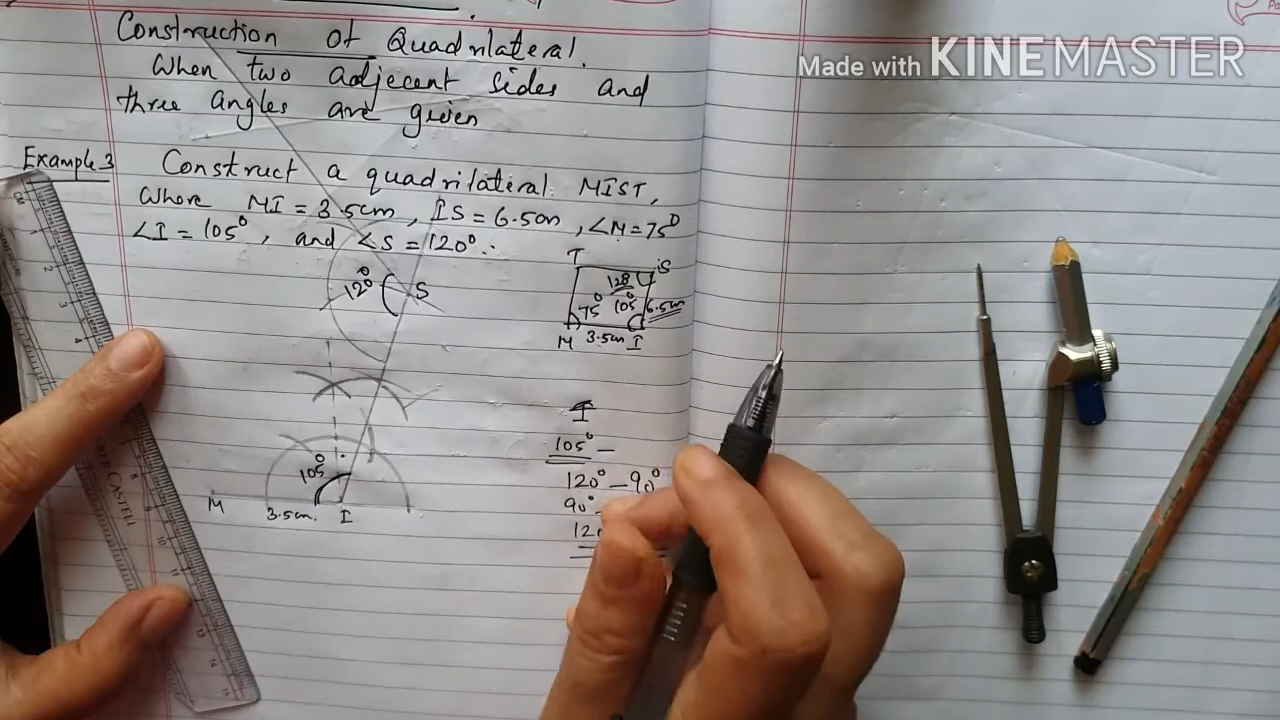 Made with KINEMASTER
Construction of Quadrilateral.
When two adjecent sides and
three angles are given
Example 3 Construct a quadrilateral MIST,
Where MI = 3.5cm, IS = 6.5cm, ∠M = 75°
∠I = 105°, and ∠S = 120°.
T S
120°
75° 105° 6.5cm
M 3.5cm I
120° S
105°
M 3.5cm. I
I
105° –
120° – 90°
90°
FABER-CASTELL